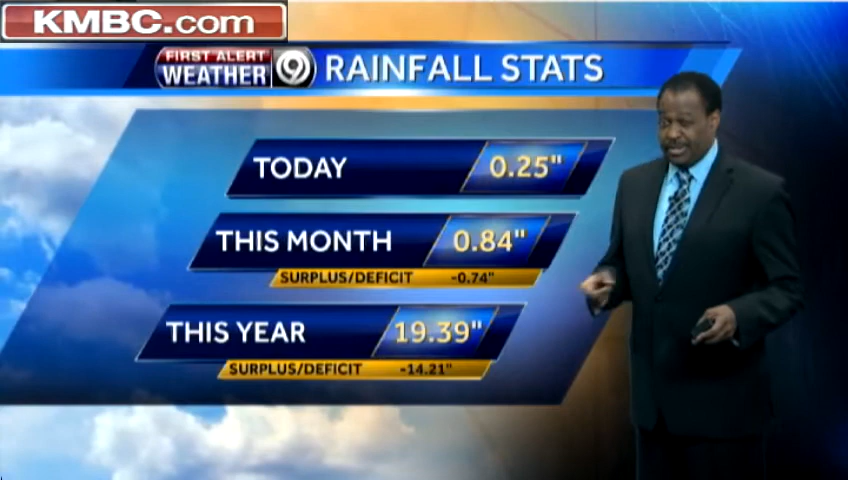 KMBC.com
FIRST ALERT
WEATHER 9 RAINFALL STATS
TODAY 0.25"
THIS MONTH 0.84"
SURPLUS/DEFICIT -0.74"
THIS YEAR 19.39"
SURPLUS/DEFICIT -14.21"